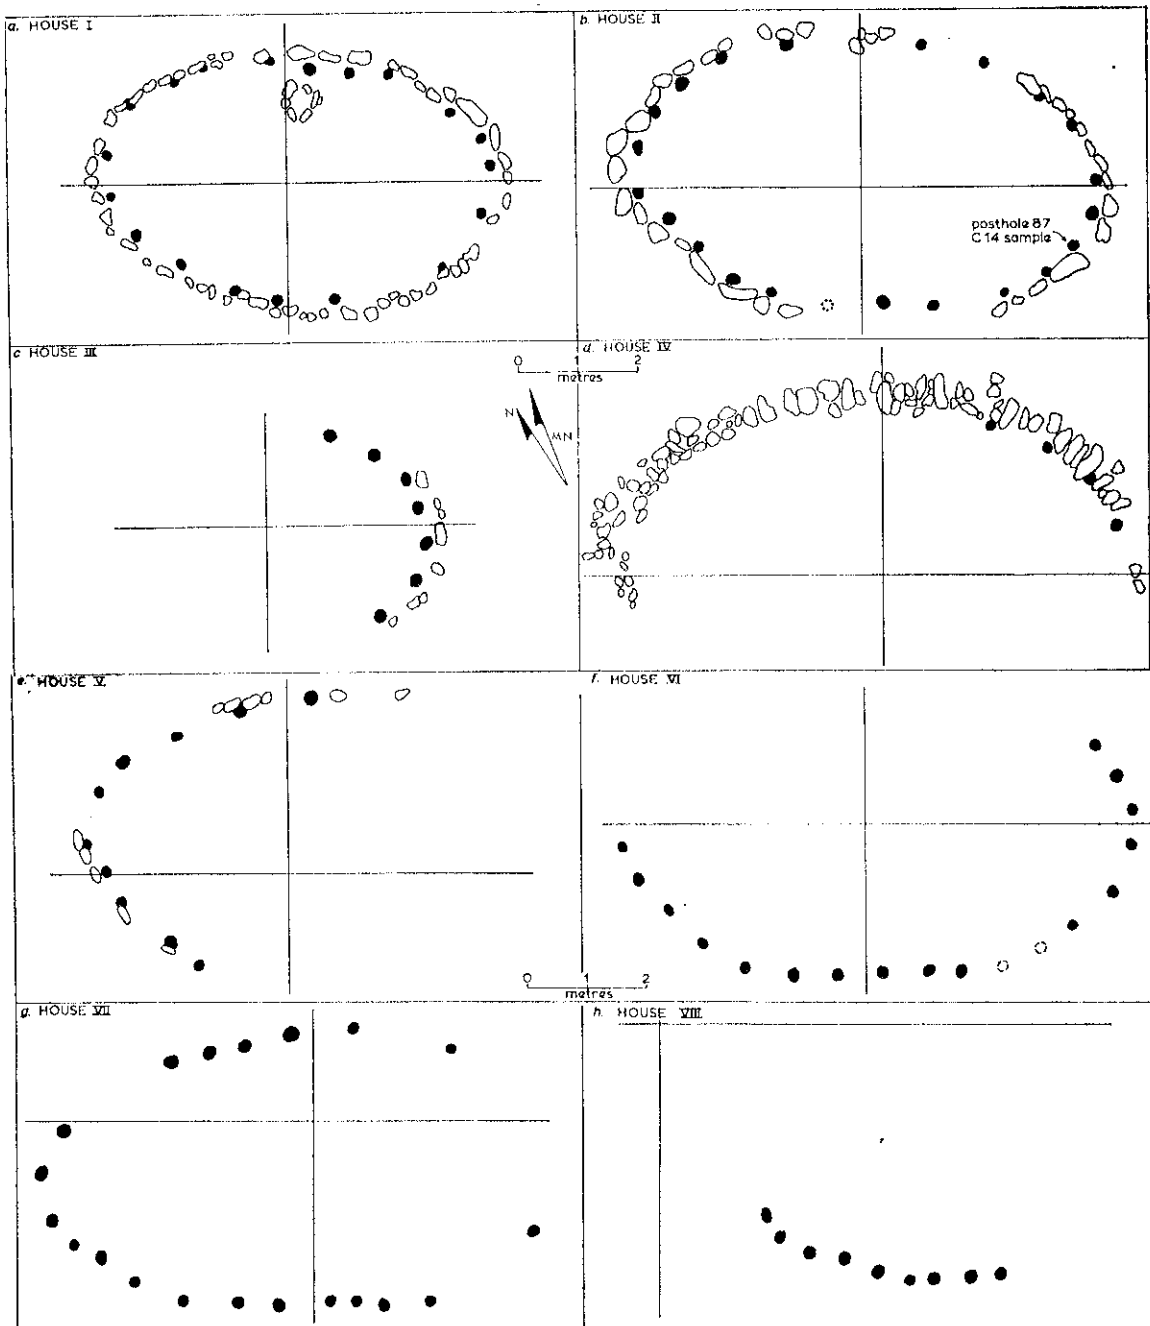 a. HOUSE I
b. HOUSE II
posthole 87
C14 sample
c HOUSE III
0 1 2
metres
N
MN
d. HOUSE IV
e. HOUSE V
f. HOUSE VI
0 1 2
metres
g. HOUSE VII
h. HOUSE VIII